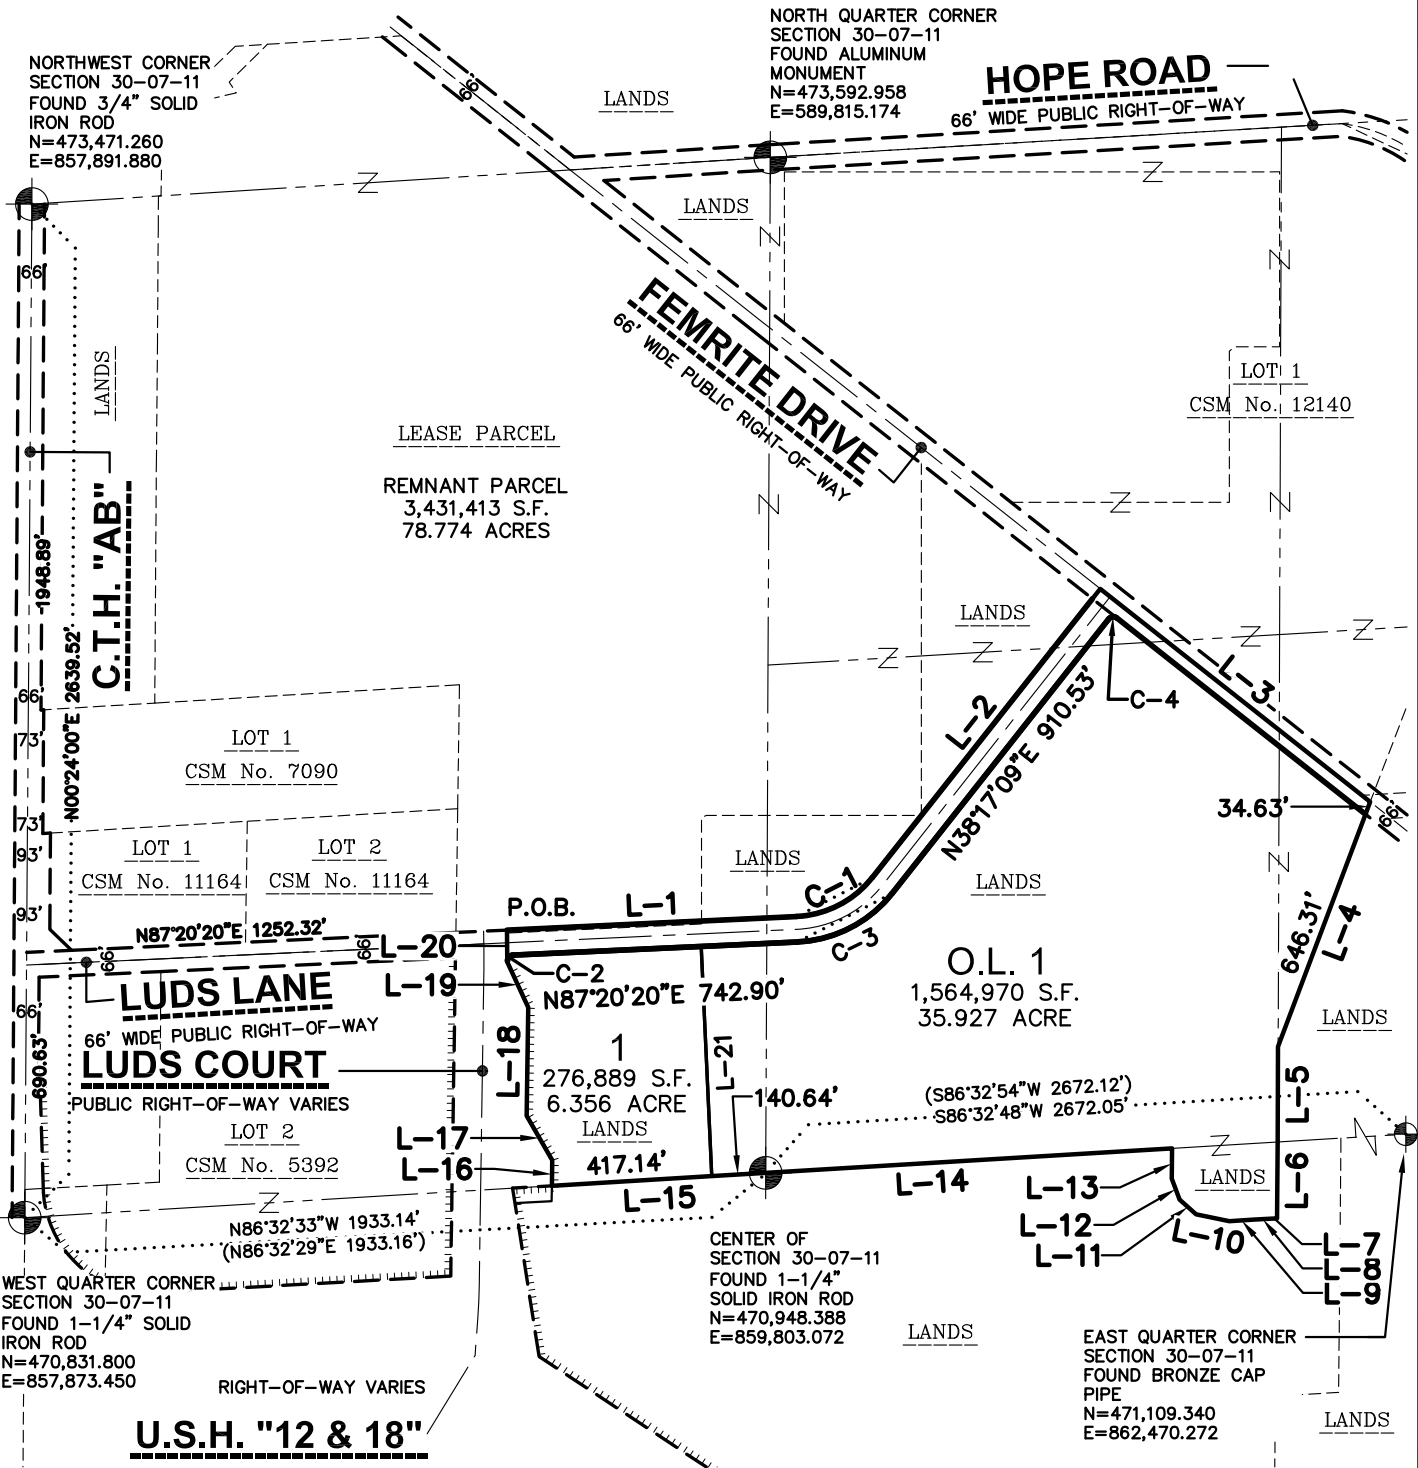 NORTH QUARTER CORNER
SECTION 30-07-11
FOUND ALUMINUM
MONUMENT
N=473,592.958
E=589,815.174
NORTHWEST CORNER
SECTION 30-07-11
FOUND 3/4" SOLID
IRON ROD
N=473,471.260
E=857,891.880
HOPE ROAD
66' WIDE PUBLIC RIGHT-OF-WAY
66'
LANDS
LANDS
66'
LANDS
FEMRITE DRIVE
66' WIDE PUBLIC RIGHT-OF-WAY
LOT 1
CSM No. 12140
LEASE PARCEL
REMNANT PARCEL
3,431,413 S.F.
78.774 ACRES
C.T.H. "AB"
1948.89'
N00°24'00"E 2639.52'
LANDS
L-3
L-2
C-4
N38°17'09"E 910.53'
66'
73'
73'
93'
93'
LOT 1
CSM No. 7090
34.63'
66'
LOT 1
CSM No. 11164
LOT 2
CSM No. 11164
LANDS
LANDS
C-1
C-3
P.O.B.
L-1
N87°20'20"E 1252.32'
66'
66'
L-20
L-19
C-2
N87°20'20"E 742.90'
O.L. 1
1,564,970 S.F.
35.927 ACRE
646.31'
L-4
LANDS
LUDS LANE
66' WIDE PUBLIC RIGHT-OF-WAY
66'
690.63'
LUDS COURT
PUBLIC RIGHT-OF-WAY VARIES
L-18
1
276,889 S.F.
6.356 ACRE
LANDS
L-21
140.64'
(S86°32'54"W 2672.12')
S86°32'48"W 2672.05'
L-5
LOT 2
CSM No. 5392
L-17
L-16
417.14'
L-15
L-14
L-13
L-12
L-11
L-10
LANDS
L-6
L-7
L-8
L-9
N86°32'33"W 1933.14'
(N86°32'29"E 1933.16')
CENTER OF
SECTION 30-07-11
FOUND 1-1/4"
SOLID IRON ROD
N=470,948.388
E=859,803.072
WEST QUARTER CORNER
SECTION 30-07-11
FOUND 1-1/4" SOLID
IRON ROD
N=470,831.800
E=857,873.450
LANDS
EAST QUARTER CORNER
SECTION 30-07-11
FOUND BRONZE CAP
PIPE
N=471,109.340
E=862,470.272
LANDS
RIGHT-OF-WAY VARIES
U.S.H. "12 & 18"